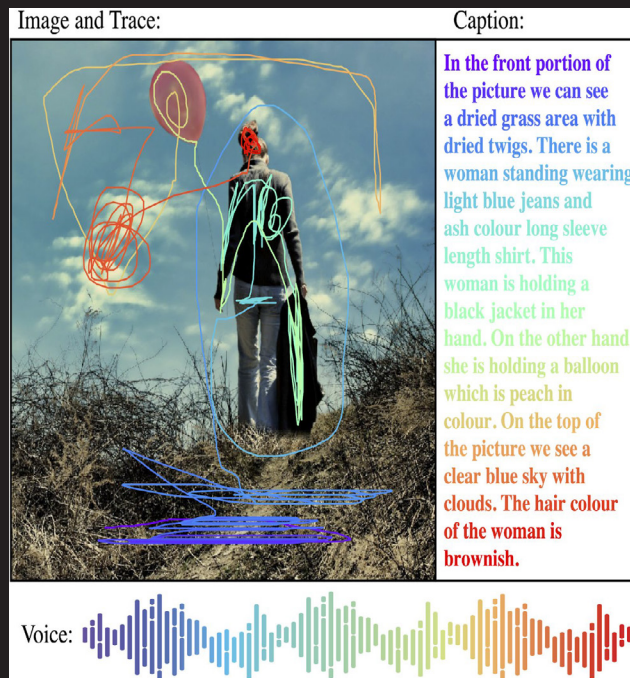 Image and Trace:
Caption:
In the front portion of
the picture we can see
a dried grass area with
dried twigs. There is a
woman standing wearing
light blue jeans and
ash colour long sleeve
length shirt. This
woman is holding a
black jacket in her
hand. On the other hand
she is holding a balloon
which is peach in
colour. On the top of
the picture we see a
clear blue sky with
clouds. The hair colour
of the woman is
brownish.
Voice: